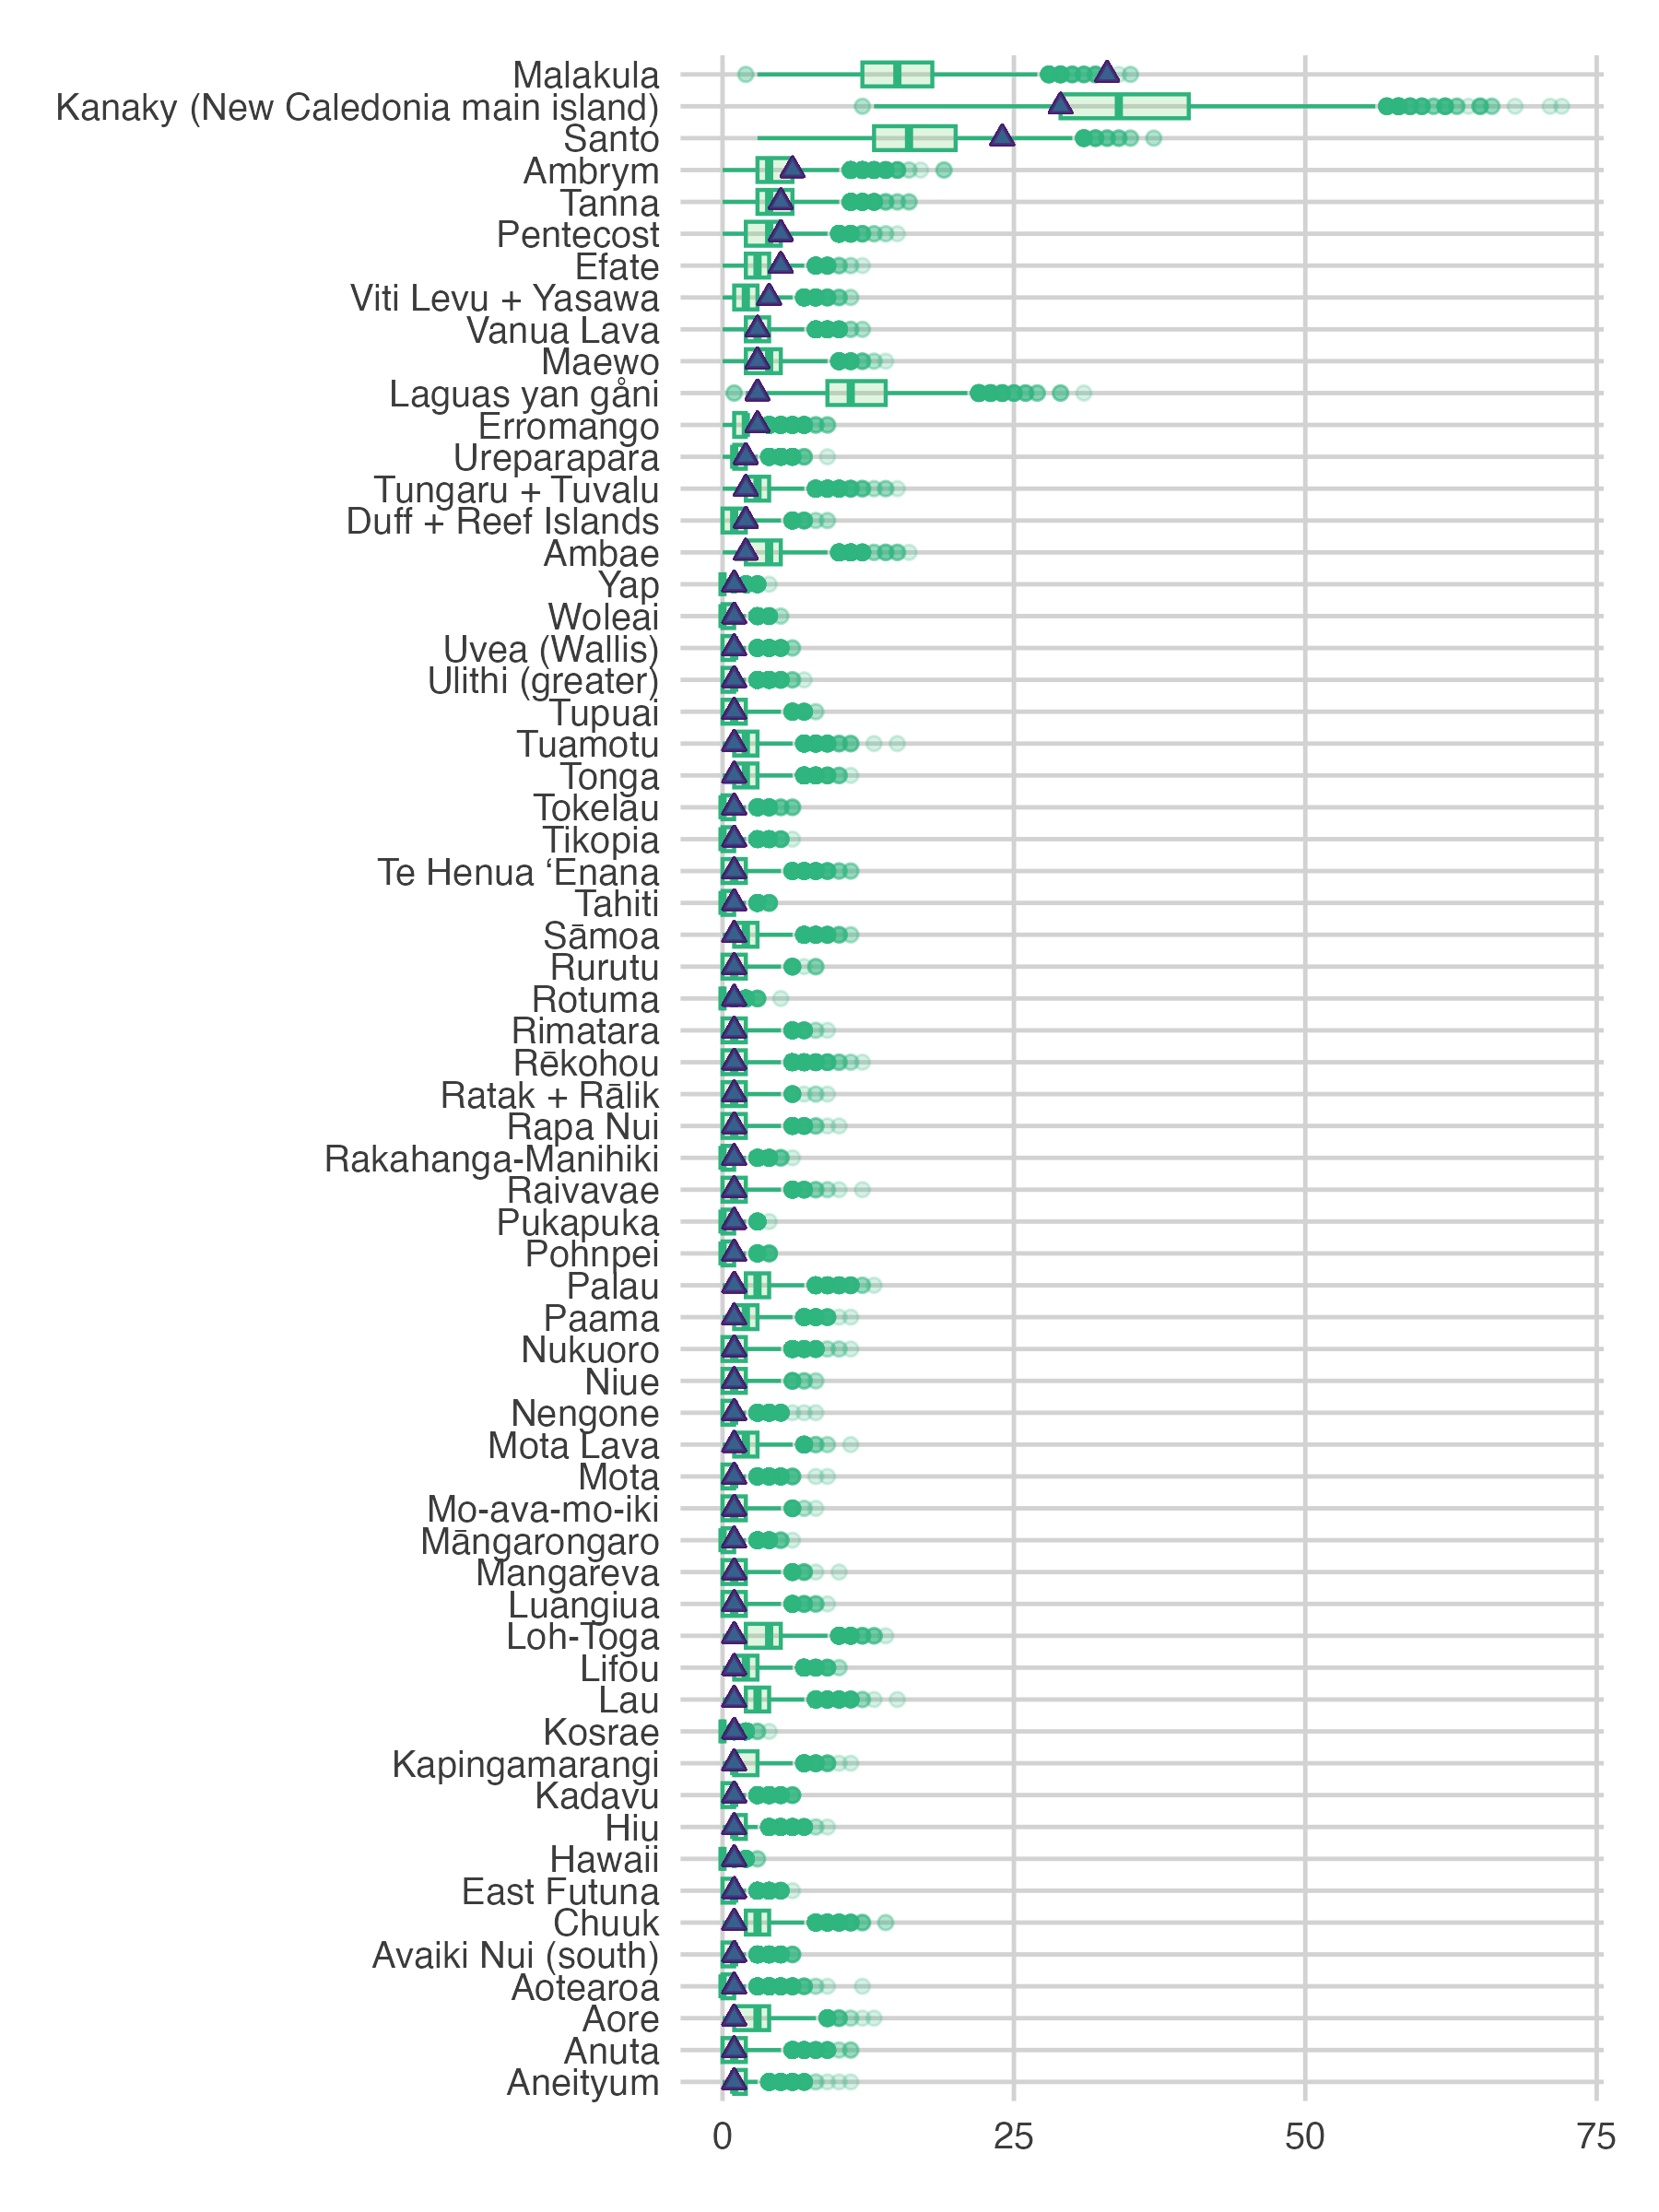 Malakula
Kanaky (New Caledonia main island)
Santo
Ambrym
Tanna
Pentecost
Efate
Viti Levu + Yasawa
Vanua Lava
Maewo
Laguas yan gåni
Erromango
Ureparapara
Tungaru + Tuvalu
Duff + Reef Islands
Ambae
Yap
Woleai
Uvea (Wallis)
Ulithi (greater)
Tupuai
Tuamotu
Tonga
Tokelau
Tikopia
Te Henua ‘Enana
Tahiti
Sāmoa
Rurutu
Rotuma
Rimatara
Rēkohou
Ratak + Rālik
Rapa Nui
Rakahanga-Manihiki
Raivavae
Pukapuka
Pohnpei
Palau
Paama
Nukuoro
Niue
Nengone
Mota Lava
Mota
Mo-ava-mo-iki
Māngarongaro
Mangareva
Luangiua
Loh-Toga
Lifou
Lau
Kosrae
Kapingamarangi
Kadavu
Hiu
Hawaii
East Futuna
Chuuk
Avaiki Nui (south)
Aotearoa
Aore
Anuta
Aneityum
0 25 50 75